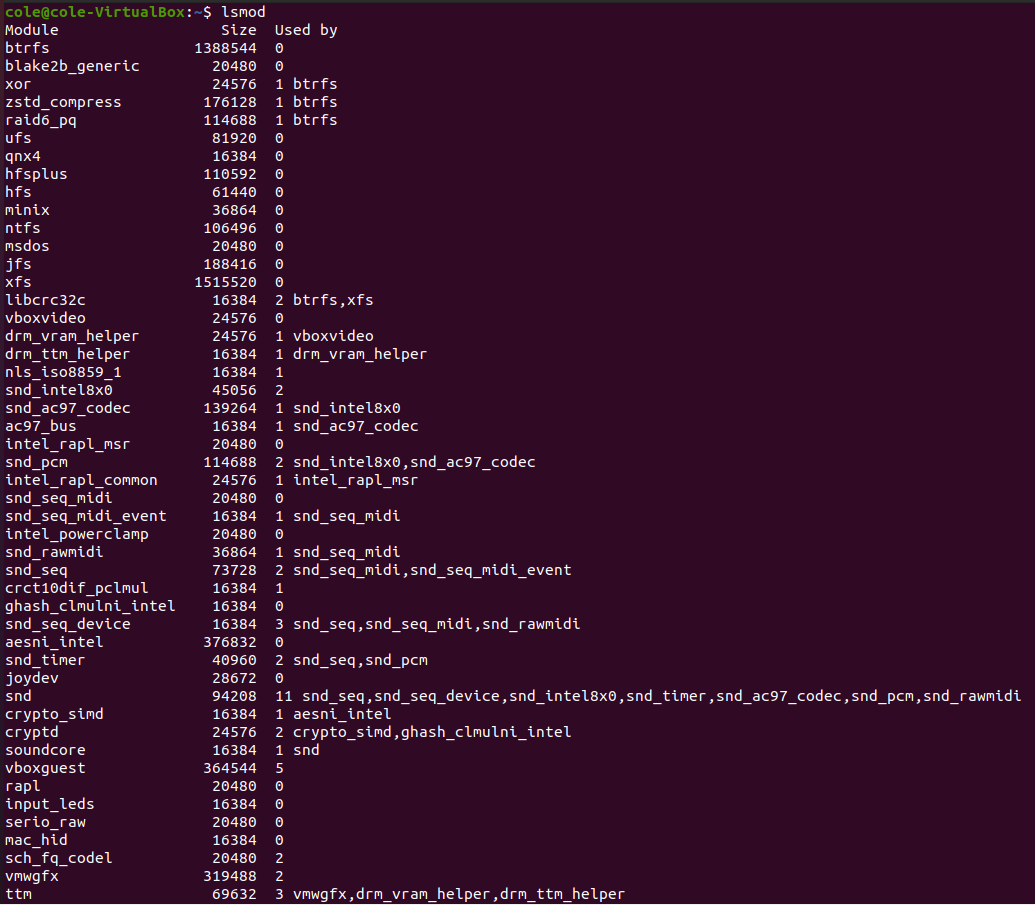 cole@cole-VirtualBox:~$ lsmod
Module                  Size  Used by
btrfs                1388544  0
blake2b_generic        20480  0
xor                    24576  1 btrfs
zstd_compress         176128  1 btrfs
raid6_pq              114688  1 btrfs
ufs                    81920  0
qnx4                   16384  0
hfsplus               110592  0
hfs                    61440  0
minix                  36864  0
ntfs                  106496  0
msdos                  20480  0
jfs                   188416  0
xfs                  1515520  0
libcrc32c              16384  2 btrfs,xfs
vboxvideo              24576  0
drm_vram_helper        24576  1 vboxvideo
drm_ttm_helper         16384  1 drm_vram_helper
nls_iso8859_1          16384  1
snd_intel8x0           45056  2
snd_ac97_codec        139264  1 snd_intel8x0
ac97_bus               16384  1 snd_ac97_codec
intel_rapl_msr         20480  0
snd_pcm               114688  2 snd_intel8x0,snd_ac97_codec
intel_rapl_common      24576  1 intel_rapl_msr
snd_seq_midi           20480  0
snd_seq_midi_event     16384  1 snd_seq_midi
intel_powerclamp       20480  0
snd_rawmidi            36864  1 snd_seq_midi
snd_seq                73728  2 snd_seq_midi,snd_seq_midi_event
crct10dif_pclmul       16384  1
ghash_clmulni_intel    16384  0
snd_seq_device         16384  3 snd_seq,snd_seq_midi,snd_rawmidi
aesni_intel           376832  0
snd_timer              40960  2 snd_seq,snd_pcm
joydev                 28672  0
snd                    94208  11 snd_seq,snd_seq_device,snd_intel8x0,snd_timer,snd_ac97_codec,snd_pcm,snd_rawmidi
crypto_simd            16384  1 aesni_intel
cryptd                 24576  2 crypto_simd,ghash_clmulni_intel
soundcore              16384  1 snd
vboxguest             364544  5
rapl                   20480  0
input_leds             16384  0
serio_raw              20480  0
mac_hid                16384  0
sch_fq_codel           20480  2
vmwgfx                319488  2
ttm                    69632  3 vmwgfx,drm_vram_helper,drm_ttm_helper